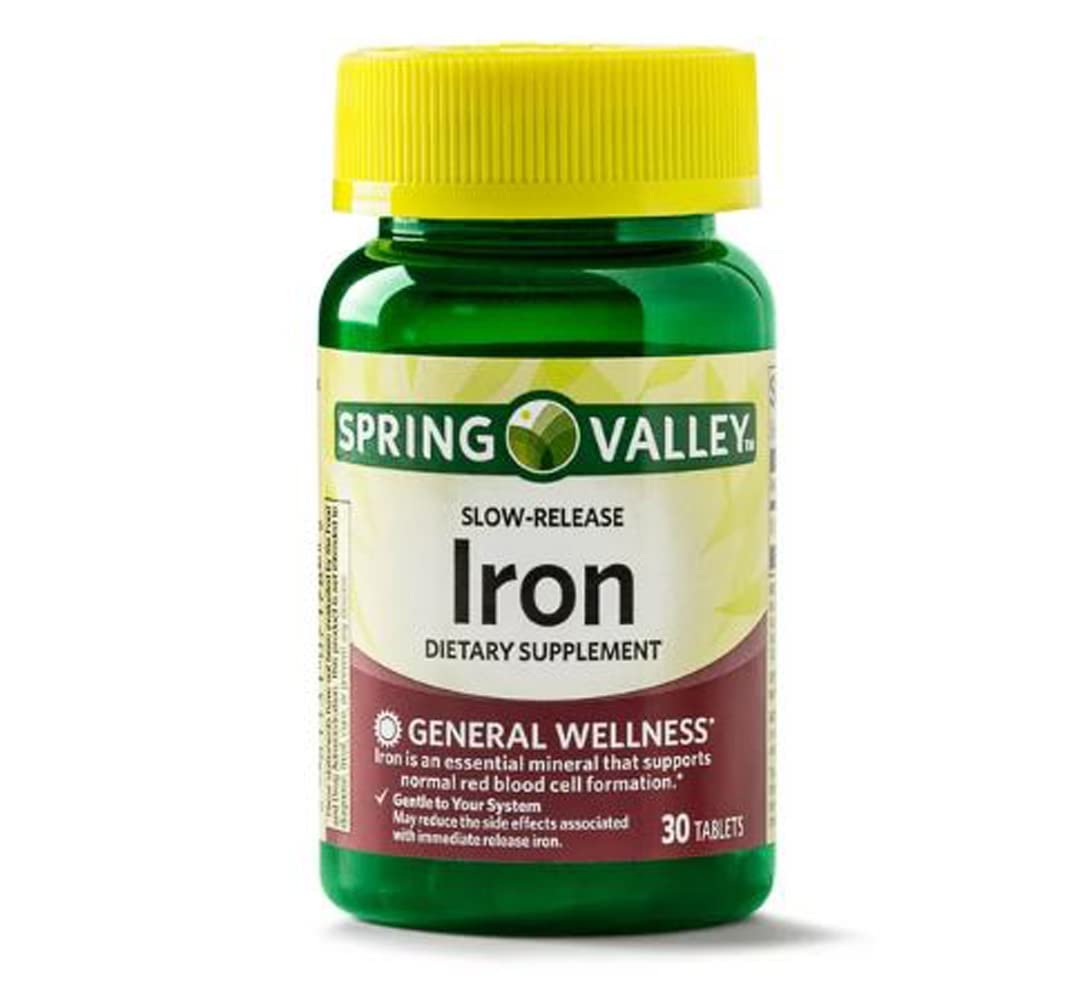 SPRING VALLEY™
SLOW-RELEASE
Iron
DIETARY SUPPLEMENT
GENERAL WELLNESS*
Iron is an essential mineral that supports
normal red blood cell formation.*
✓ Gentle to Your System
May reduce the side effects associated
with immediate release iron.
30 TABLETS